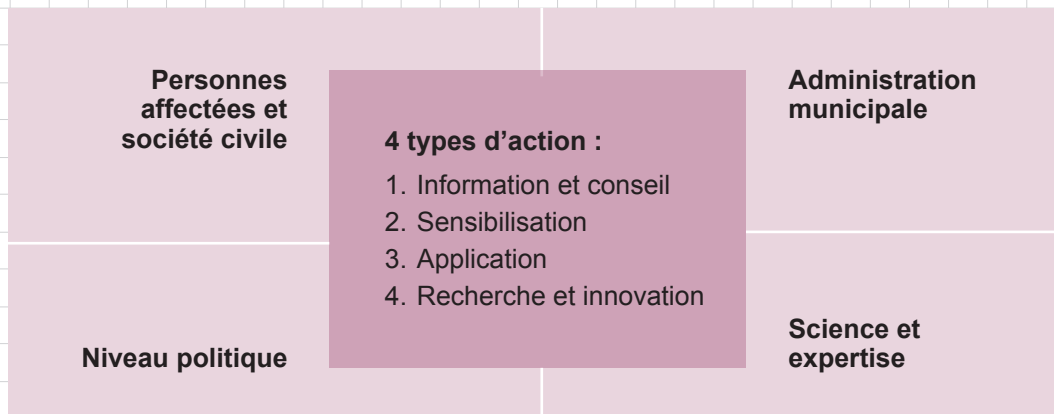 Personnes
affectées et
société civile
Administration
municipale
4 types d'action :
1. Information et conseil
2. Sensibilisation
3. Application
4. Recherche et innovation
Niveau politique
Science et
expertise